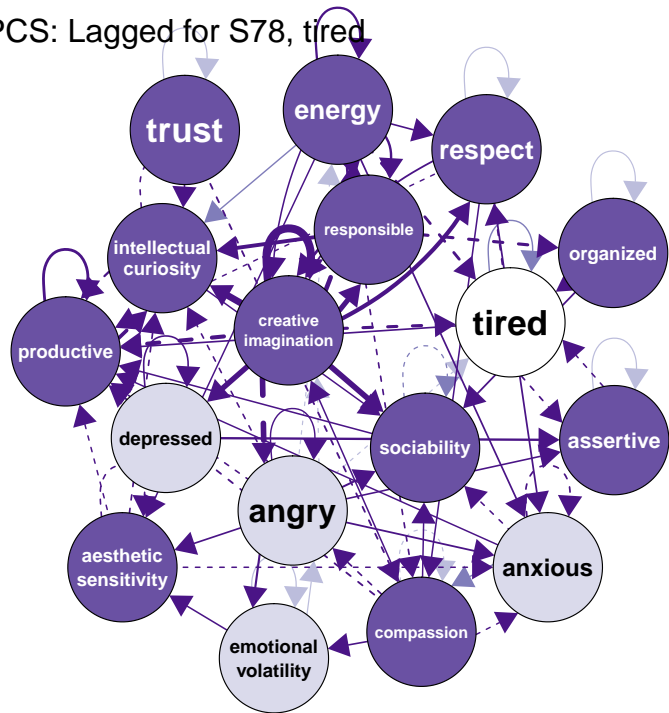 PCS: Lagged for S78, tired
energy
trust
respect
responsible
intellectual
curiosity
organized
tired
creative
imagination
productive
depressed
sociability
assertive
angry
aesthetic
sensitivity
anxious
compassion
emotional
volatility